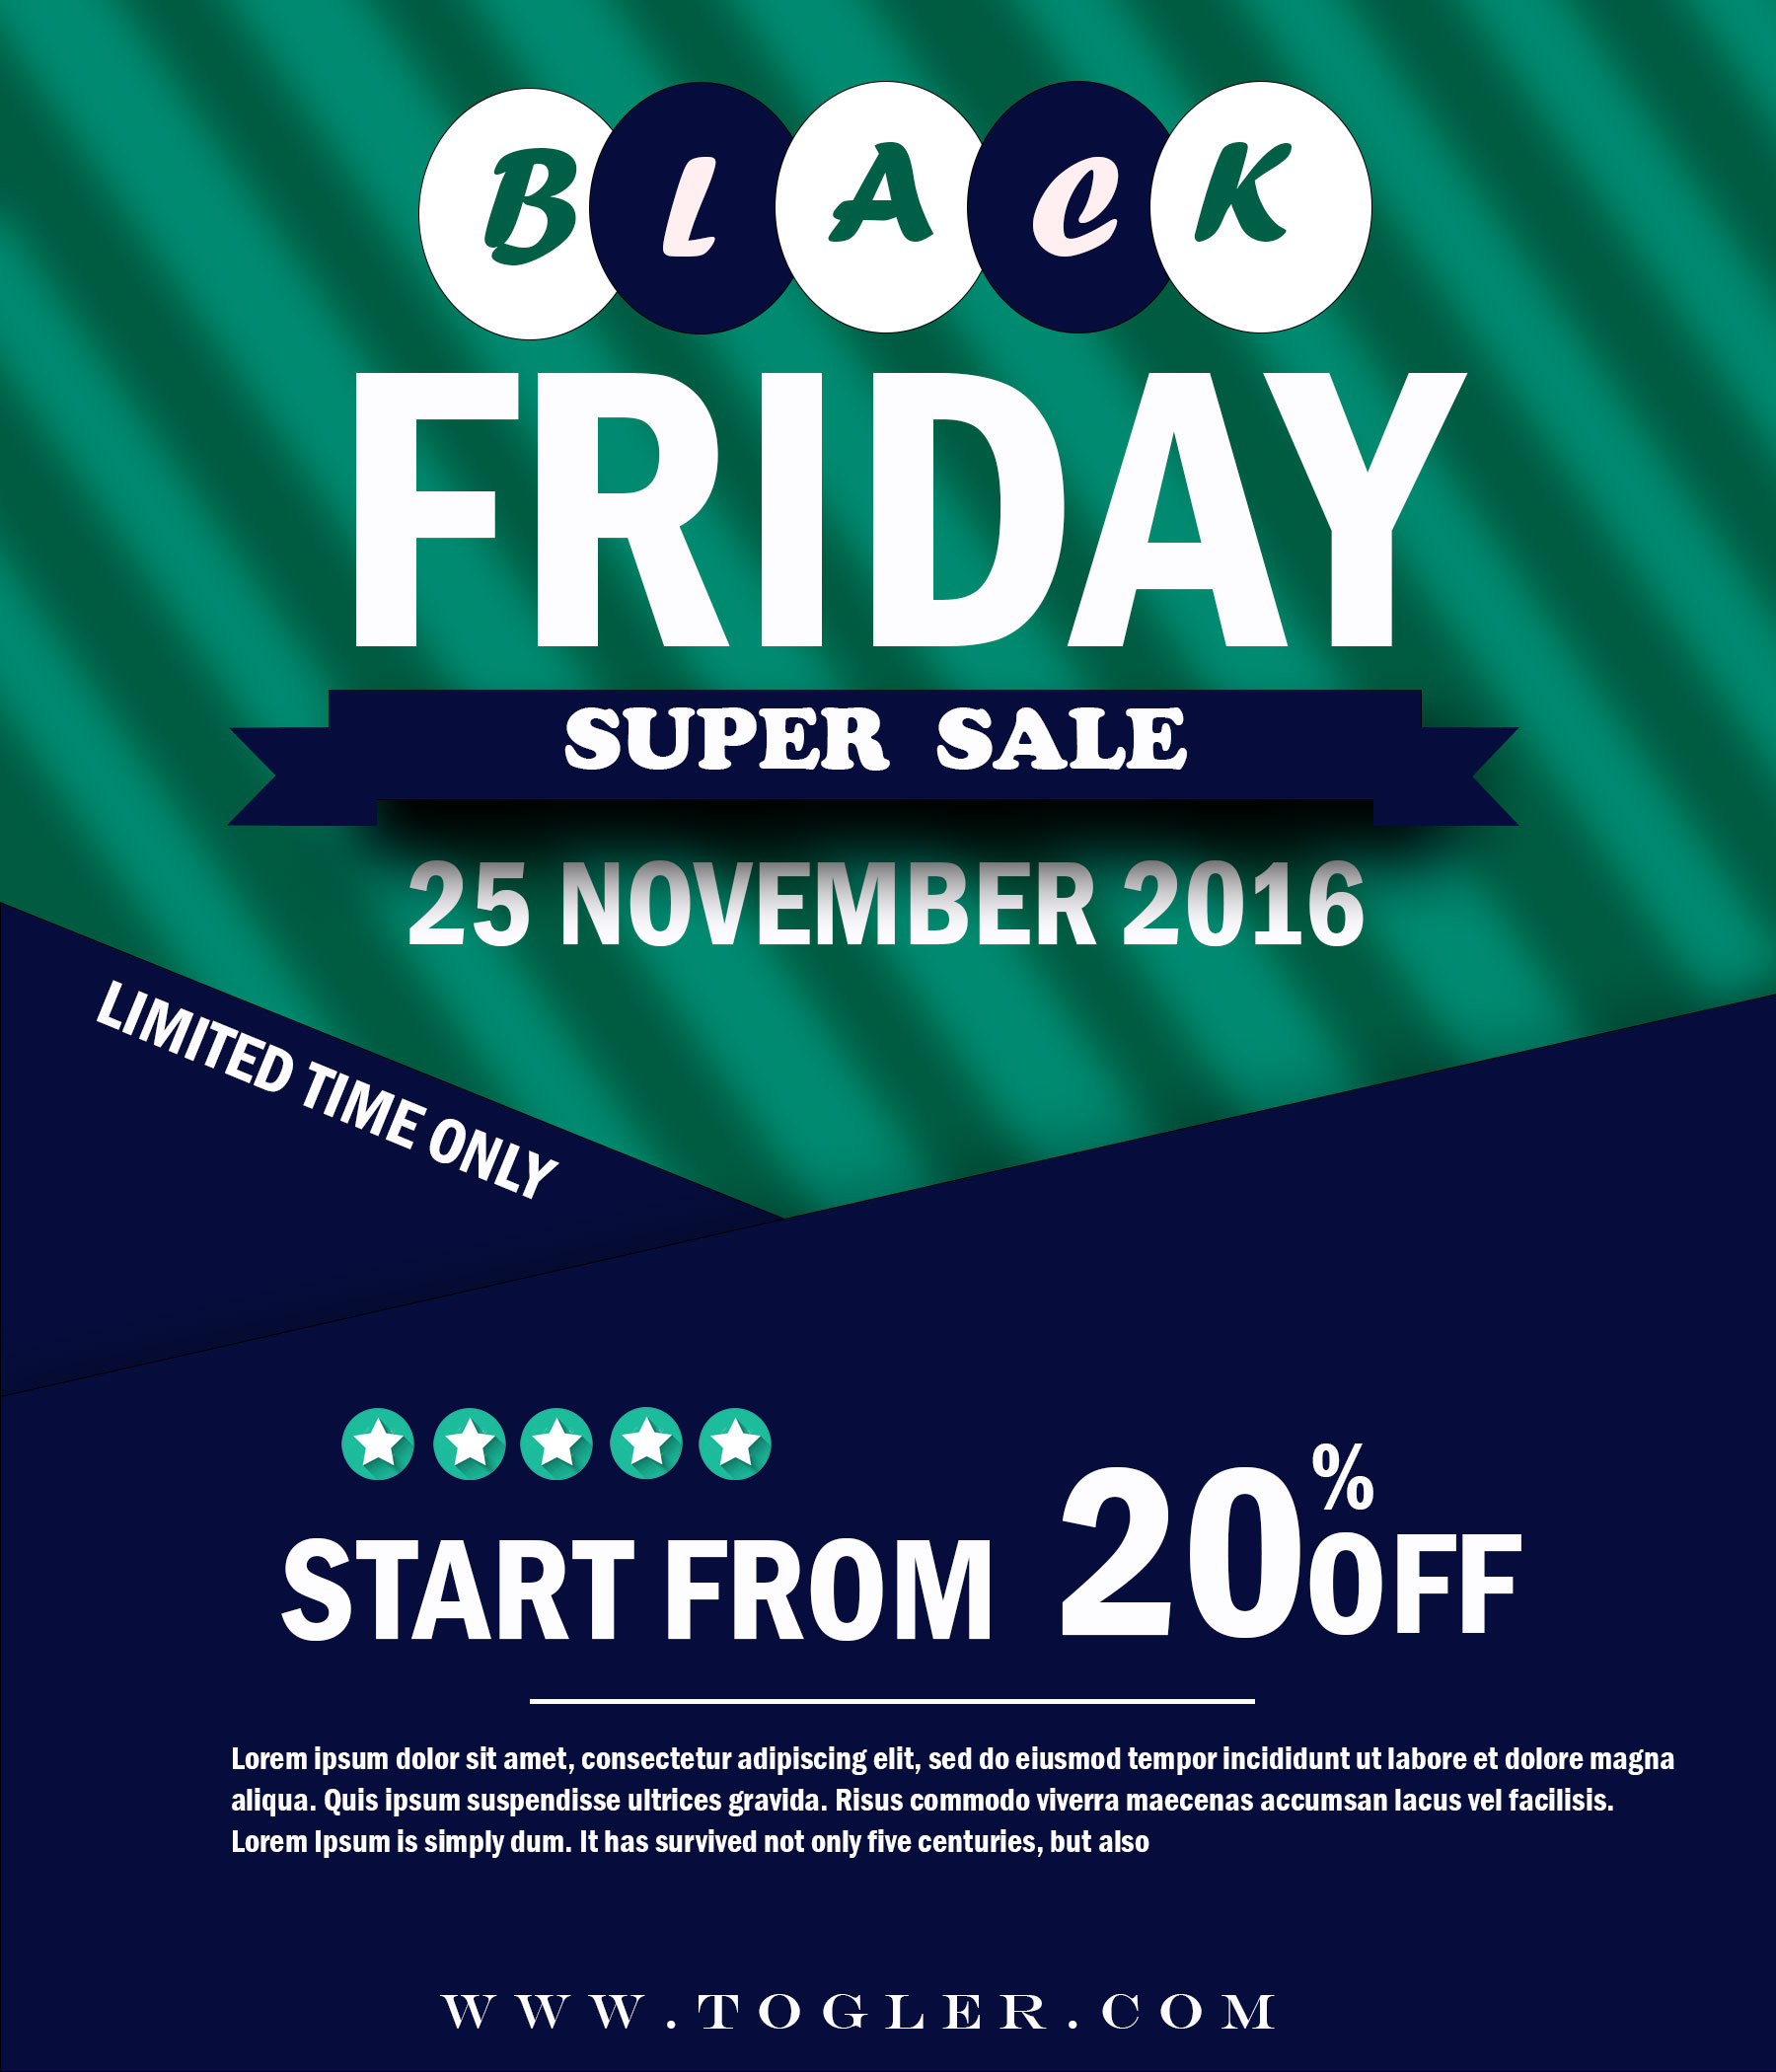 BLACK
FRIDAY
SUPER SALE
25 NOVEMBER 2016
LIMITED TIME ONLY
START FROM 20% OFF
Lorem ipsum dolor sit amet, consectetur adipiscing elit, sed do eiusmod tempor incididunt ut labore et dolore magna
aliqua. Quis ipsum suspendisse ultrices gravida. Risus commodo viverra maecenas accumsan lacus vel facilisis.
Lorem Ipsum is simply dum. It has survived not only five centuries, but also
WWW.TOGLER.COM